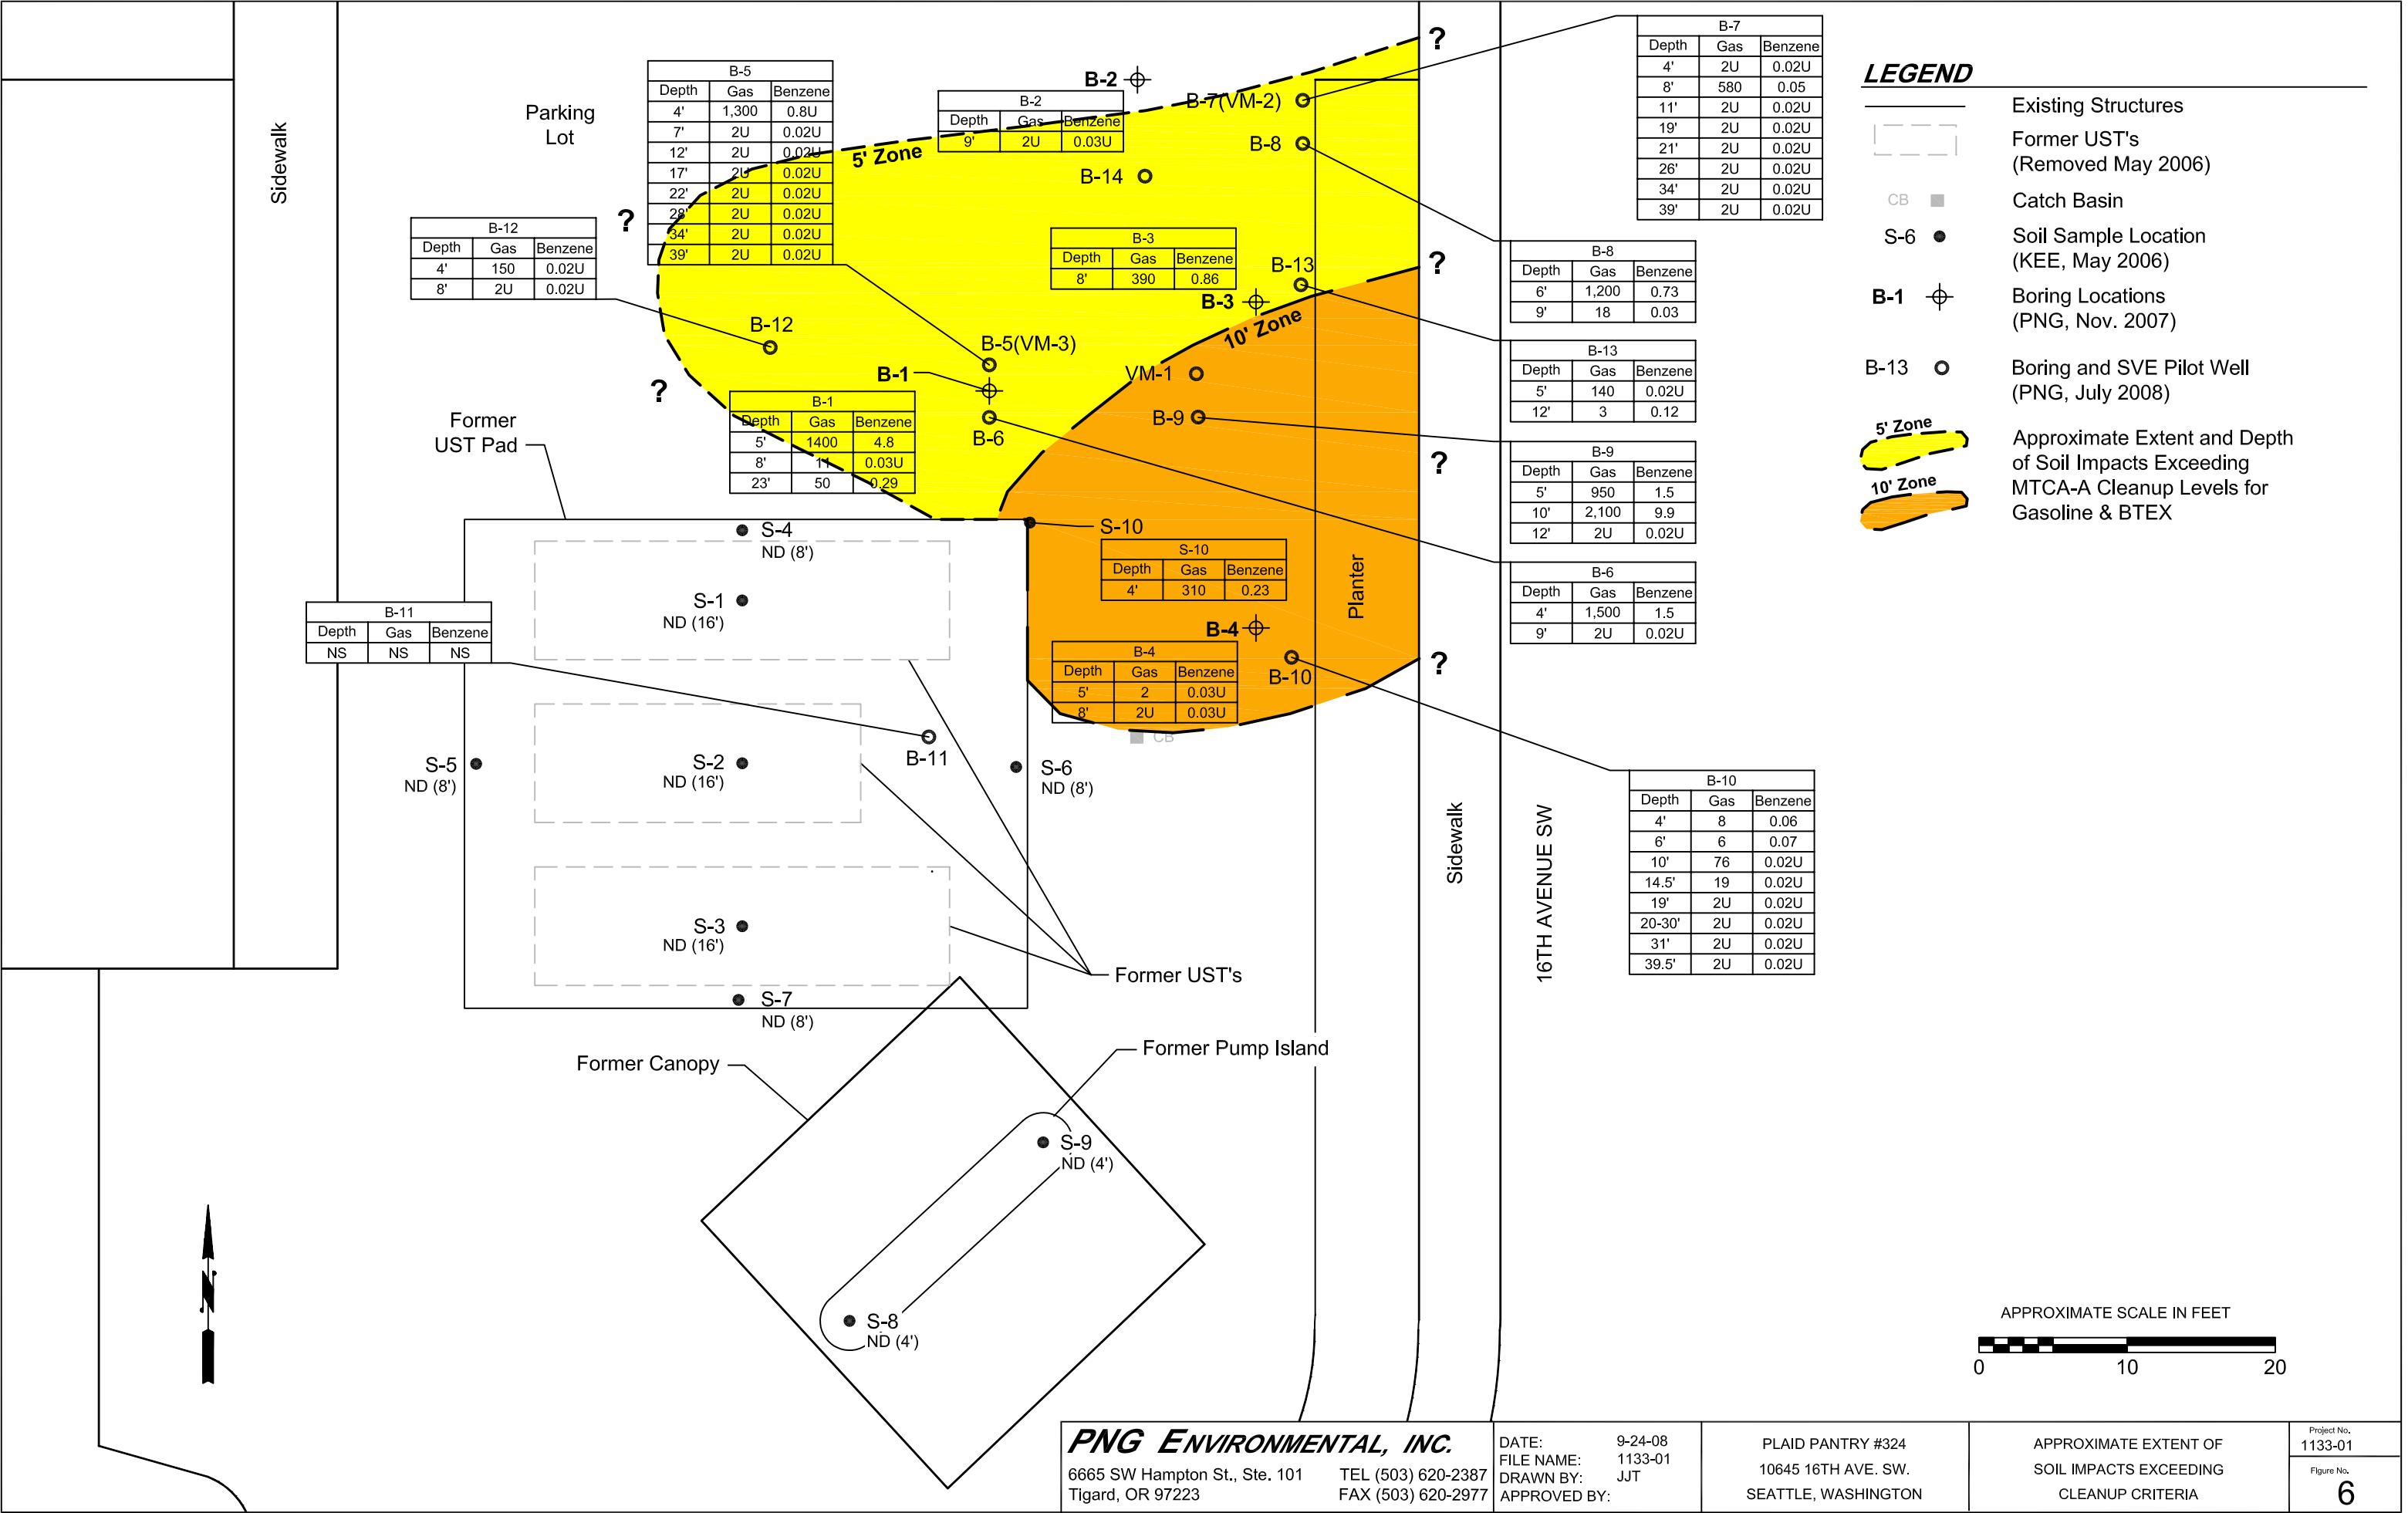 Sidewalk
Parking
Lot
B-5
Depth Gas Benzene
4' 1,300 0.8U
7' 2U 0.02U
12' 2U 0.02U
17' 2U 0.02U
22' 2U 0.02U
28' 2U 0.02U
34' 2U 0.02U
39' 2U 0.02U
B-12
Depth Gas Benzene
4' 150 0.02U
8' 2U 0.02U
?
?
B-2
B-2
Depth Gas Benzene
9' 2U 0.03U
5' Zone
B-7(VM-2)
B-8
B-14
B-3
Depth Gas Benzene
8' 390 0.86
B-13
B-3
10' Zone
B-12
B-5(VM-3)
B-1
B-6
VM-1
B-9
B-1
Depth Gas Benzene
5' 1400 4.8
8' 11 0.03U
23' 50 0.29
?
?
?
?
B-7
Depth Gas Benzene
4' 2U 0.02U
8' 580 0.05
11' 2U 0.02U
19' 2U 0.02U
21' 2U 0.02U
26' 2U 0.02U
34' 2U 0.02U
39' 2U 0.02U
B-8
Depth Gas Benzene
6' 1,200 0.73
9' 18 0.03
B-13
Depth Gas Benzene
5' 140 0.02U
12' 3 0.12
B-9
Depth Gas Benzene
5' 950 1.5
10' 2,100 9.9
12' 2U 0.02U
B-6
Depth Gas Benzene
4' 1,500 1.5
9' 2U 0.02U
LEGEND
Existing Structures
Former UST's
(Removed May 2006)
CB
Catch Basin
S-6
Soil Sample Location
(KEE, May 2006)
B-1
Boring Locations
(PNG, Nov. 2007)
B-13
Boring and SVE Pilot Well
(PNG, July 2008)
5' Zone
10' Zone
Approximate Extent and Depth
of Soil Impacts Exceeding
MTCA-A Cleanup Levels for
Gasoline & BTEX
Former
UST Pad
S-4
ND (8')
S-10
S-10
Depth Gas Benzene
4' 310 0.23
Planter
S-1
ND (16')
B-11
Depth Gas Benzene
NS NS NS
B-4
B-4
Depth Gas Benzene
5' 2 0.03U
8' 2U 0.03U
B-10
CB
S-5
ND (8')
S-2
ND (16')
B-11
S-6
ND (8')
S-3
ND (16')
S-7
ND (8')
Former UST's
Sidewalk
16TH AVENUE SW
B-10
Depth Gas Benzene
4' 8 0.06
6' 6 0.07
10' 76 0.02U
14.5' 19 0.02U
19' 2U 0.02U
20-30' 2U 0.02U
31' 2U 0.02U
39.5' 2U 0.02U
Former Canopy
Former Pump Island
S-9
ND (4')
S-8
ND (4')
N
APPROXIMATE SCALE IN FEET
0 10 20
PNG ENVIRONMENTAL, INC.
6665 SW Hampton St., Ste. 101 TEL (503) 620-2387
Tigard, OR 97223 FAX (503) 620-2977
DATE: 9-24-08
FILE NAME: 1133-01
DRAWN BY: JJT
APPROVED BY:
PLAID PANTRY #324
10645 16TH AVE. SW.
SEATTLE, WASHINGTON
APPROXIMATE EXTENT OF
SOIL IMPACTS EXCEEDING
CLEANUP CRITERIA
Project No.
1133-01
Figure No.
6